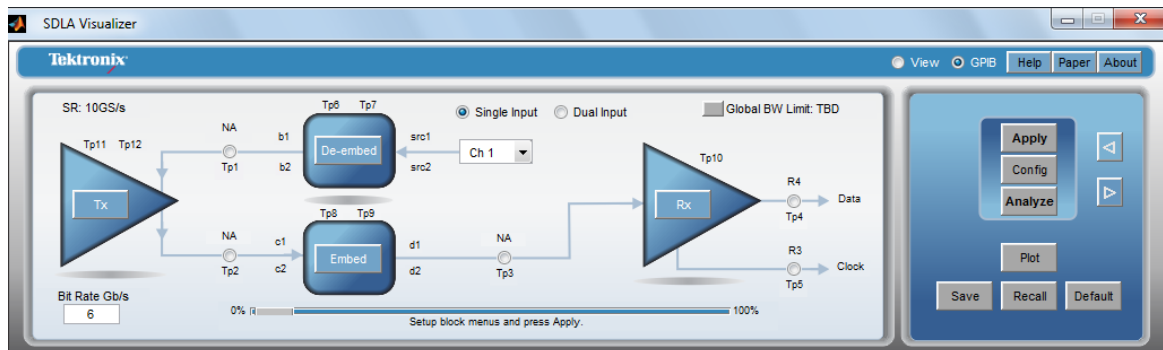 SDLA Visualizer
Tektronix
View GPIB Help Paper About
SR: 10GS/s
Tp6 Tp7
Single Input Dual Input
Global BW Limit: TBD
Tp11 Tp12
NA
b1
De-embed
src1
Ch 1
Tp1
b2
src2
Tp10
Apply
Config
Analyze
Tx
Rx
R4
Data
Tp4
Tp8 Tp9
NA
c1
Embed
d1
NA
R3
Clock
Tp2
c2
d2
Tp3
Tp5
Plot
Bit Rate Gb/s
6
0%
100%
Setup block menus and press Apply.
Save Recall Default